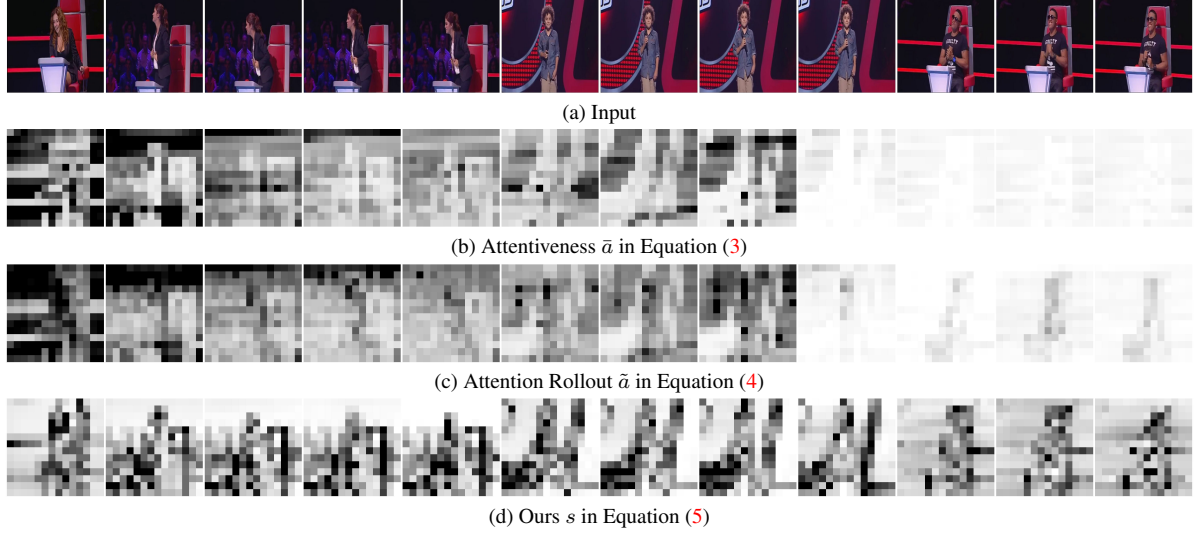 (a) Input
(b) Attentiveness ā in Equation (3)
(c) Attention Rollout ã in Equation (4)
(d) Ours s in Equation (5)